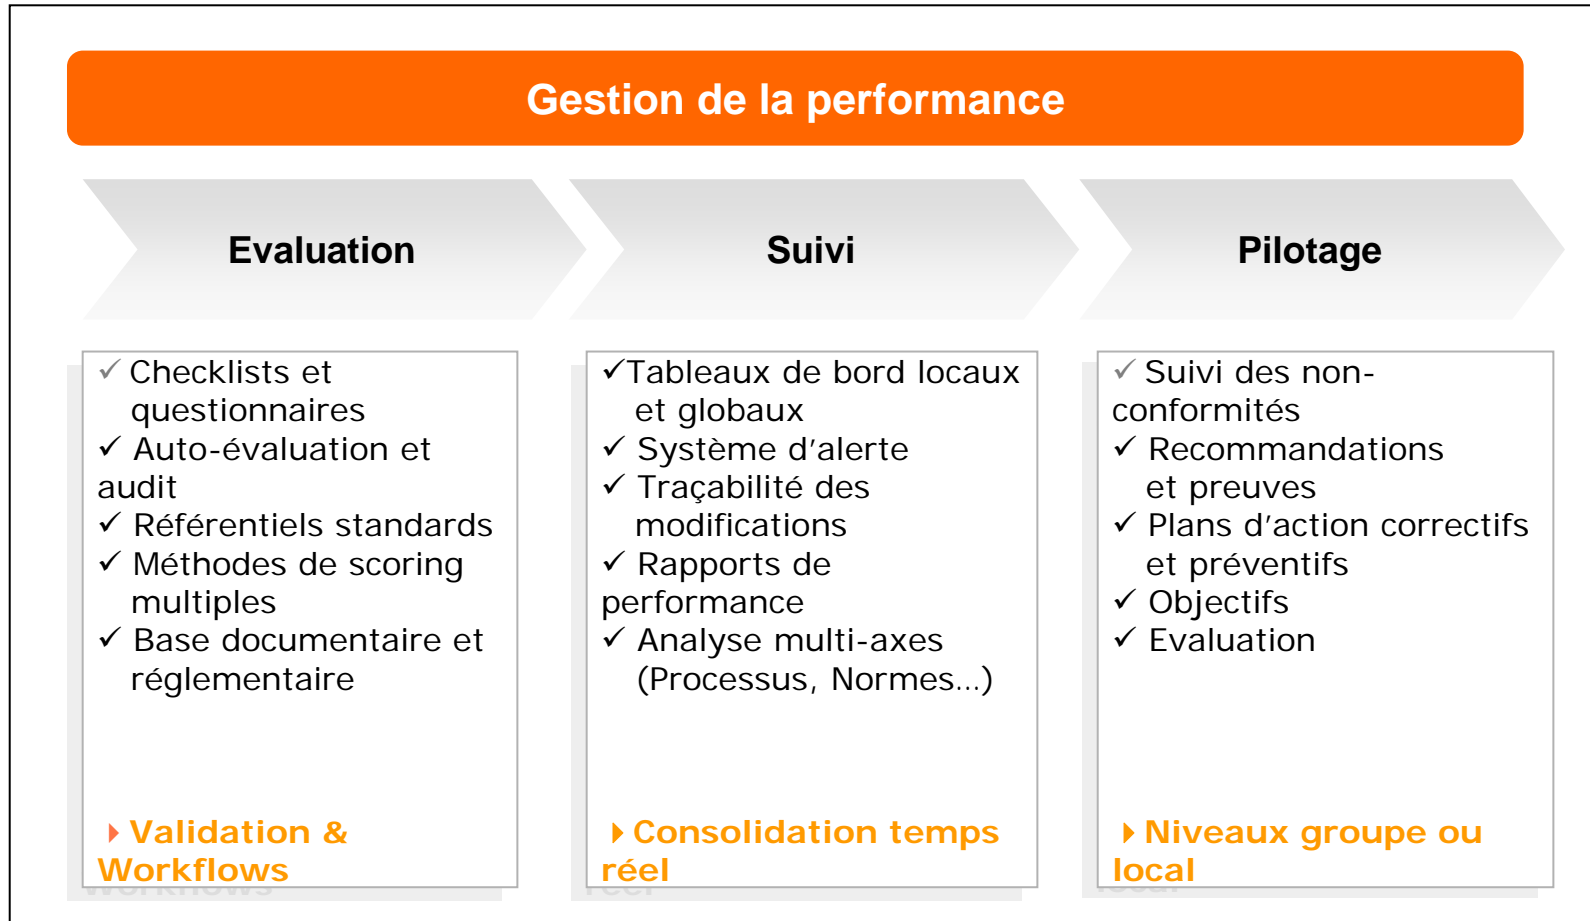 Gestion de la performance
Evaluation
Suivi
Pilotage
✓ Checklists et
questionnaires
✓ Auto-évaluation et
audit
✓ Référentiels standards
✓ Méthodes de scoring
multiples
✓ Base documentaire et
réglementaire
Validation &
Workflows
✓Tableaux de bord locaux
et globaux
✓ Système d’alerte
✓ Traçabilité des
modifications
✓ Rapports de
performance
✓ Analyse multi-axes
(Processus, Normes…)
Consolidation temps
réel
✓ Suivi des non-
conformités
✓ Recommandations
et preuves
✓ Plans d’action correctifs
et préventifs
✓ Objectifs
✓ Evaluation
Niveaux groupe ou
local